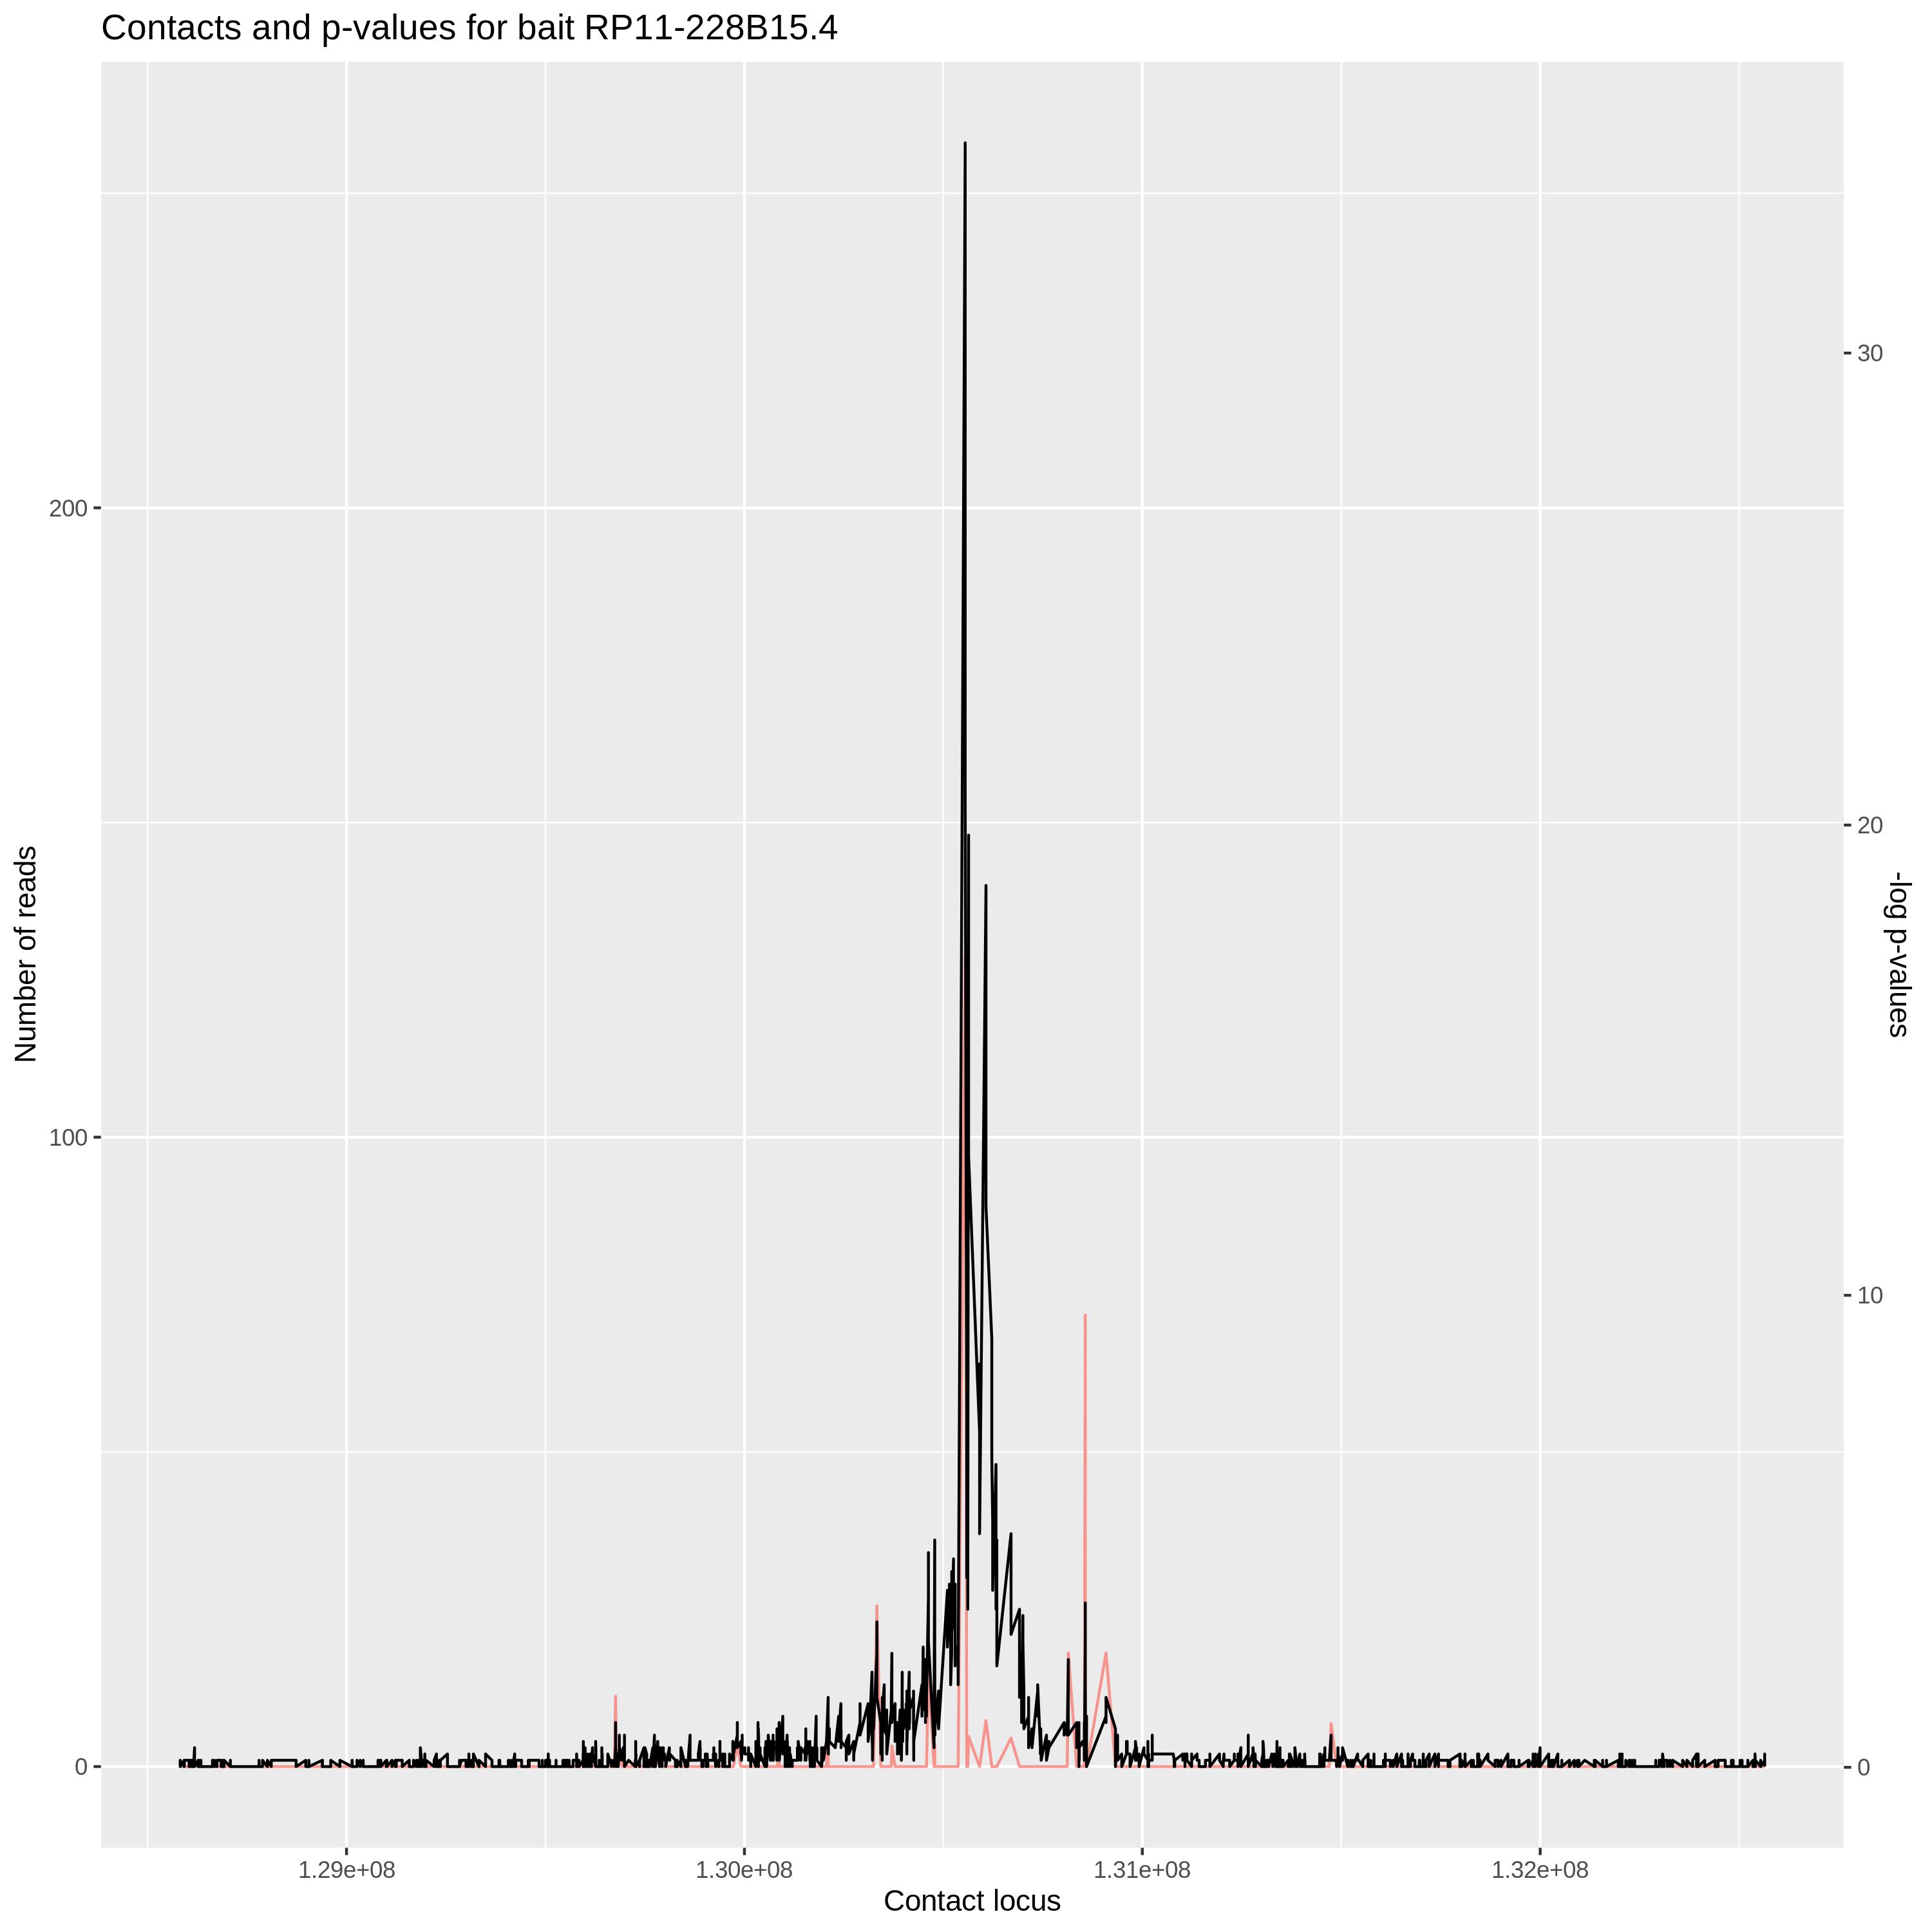 Contacts and p-values for bait RP11-228B15.4
Number of reads
200
100
0
30
20
10
0
-log p-values
1.29e+08
1.30e+08
1.31e+08
1.32e+08
Contact locus